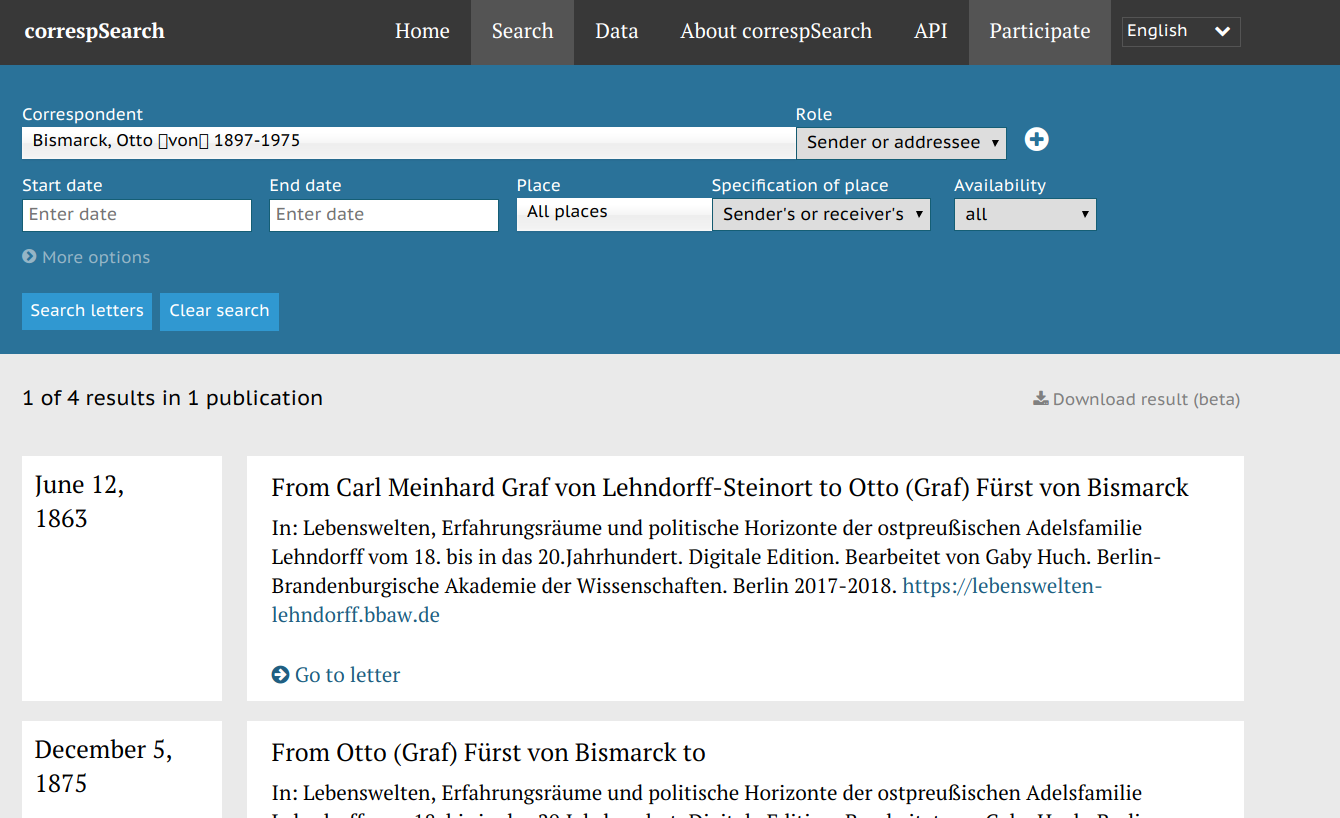 correspSearch
Home
Search
Data
About correspSearch
API
Participate
English
Correspondent
Role
Bismarck, Otto ▯von▯ 1897-1975
Sender or addressee
Start date
End date
Place
Specification of place
Availability
Enter date
Enter date
All places
Sender's or receiver's
all
More options
Search letters
Clear search
1 of 4 results in 1 publication
Download result (beta)
June 12,
1863
From Carl Meinhard Graf von Lehndorff-Steinort to Otto (Graf) Fürst von Bismarck
In: Lebenswelten, Erfahrungsräume und politische Horizonte der ostpreußischen Adelsfamilie
Lehndorff vom 18. bis in das 20.Jahrhundert. Digitale Edition. Bearbeitet von Gaby Huch. Berlin-
Brandenburgische Akademie der Wissenschaften. Berlin 2017-2018. https://lebenswelten-
lehndorff.bbaw.de
Go to letter
December 5,
1875
From Otto (Graf) Fürst von Bismarck to
In: Lebenswelten, Erfahrungsräume und politische Horizonte der ostpreußischen Adelsfamilie